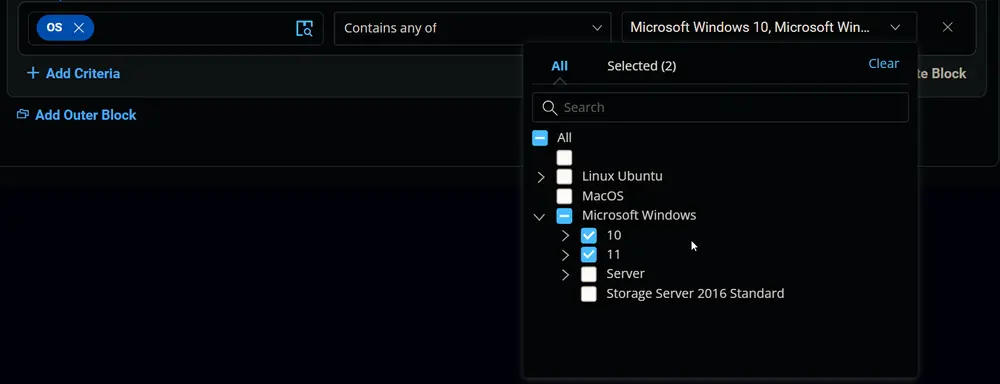 OS
Contains any of
Microsoft Windows 10, Microsoft Win...
Add Criteria
te Block
Add Outer Block
All
Selected (2)
Clear
Search
All
Linux Ubuntu
MacOS
Microsoft Windows
10
11
Server
Storage Server 2016 Standard